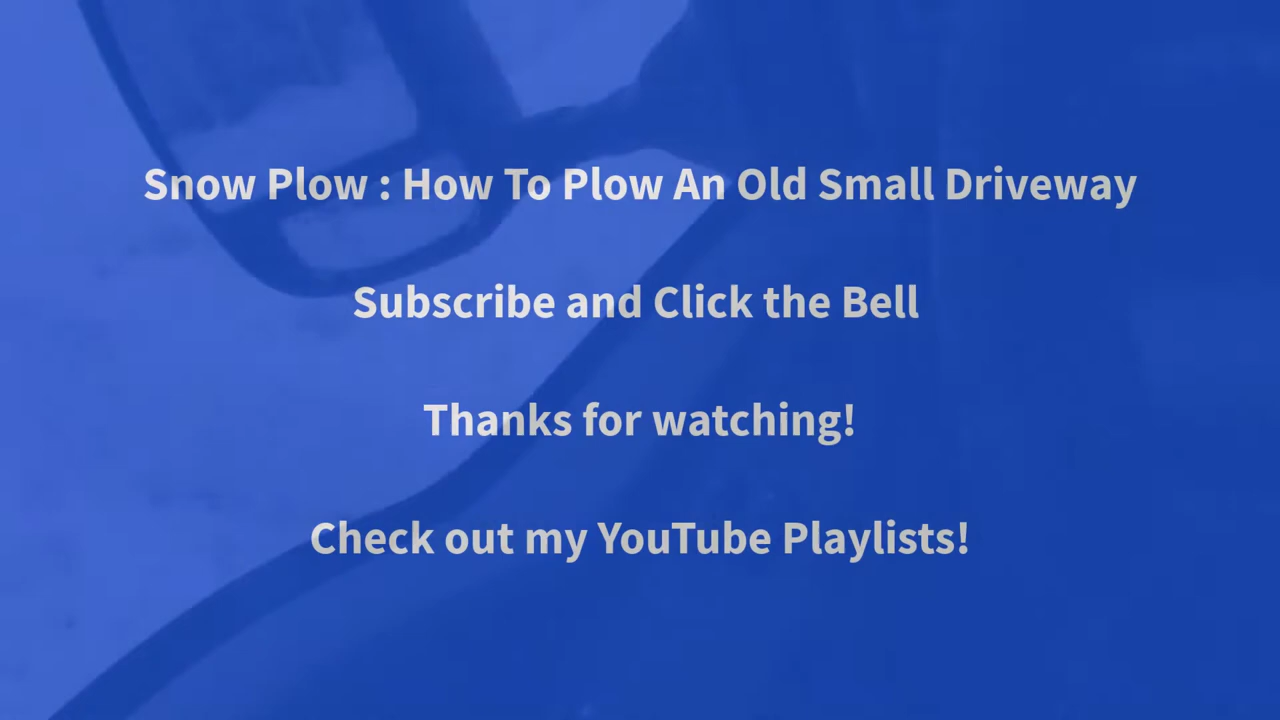 Snow Plow : How To Plow An Old Small Driveway
Subscribe and Click the Bell
Thanks for watching!
Check out my YouTube Playlists!